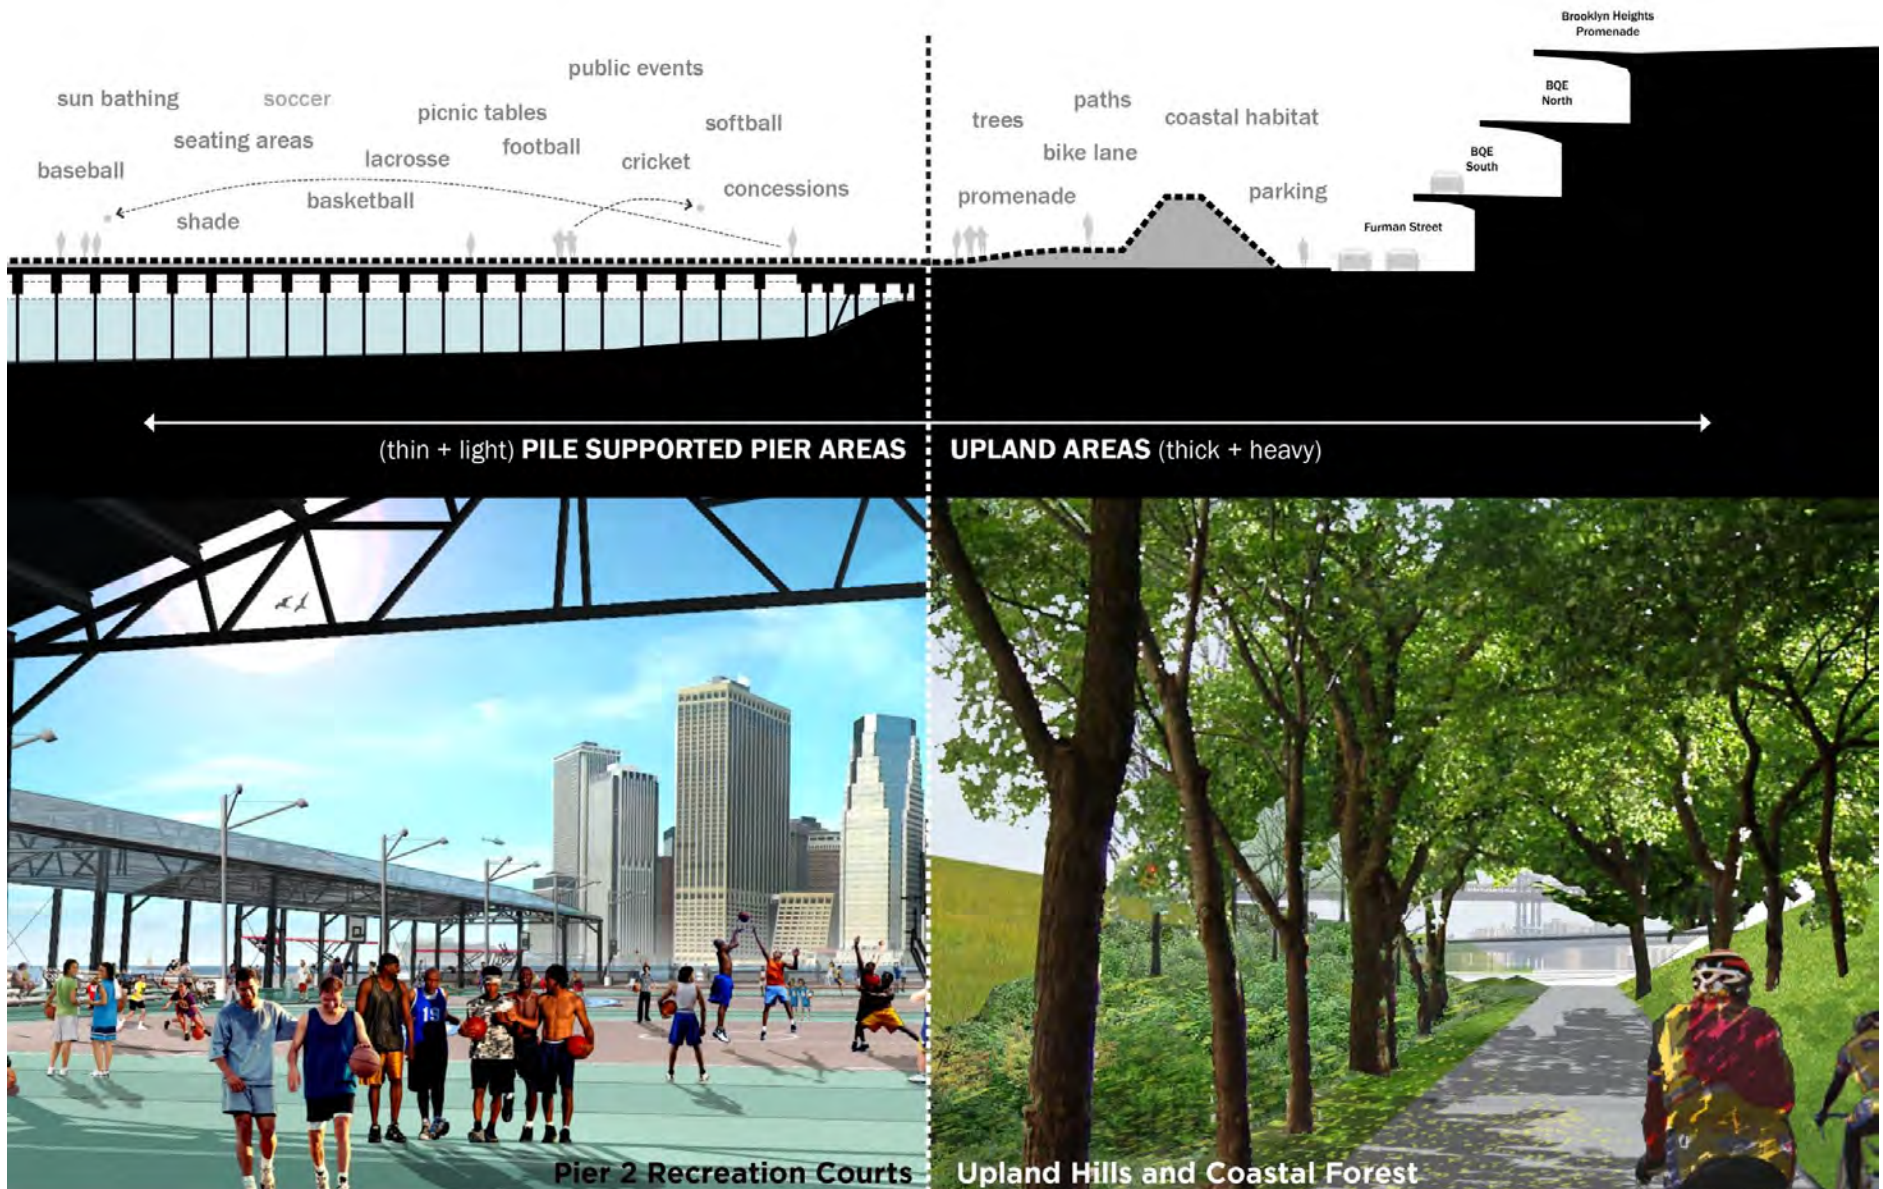 Brooklyn Heights
Promenade
BQE
North
BQE
South
Furman Street
public events
sun bathing
soccer
picnic tables
softball
seating areas
football
lacrosse
cricket
baseball
concessions
basketball
shade
paths
trees
coastal habitat
bike lane
promenade
parking
(thin + light) PILE SUPPORTED PIER AREAS
UPLAND AREAS (thick + heavy)
19
Pier 2 Recreation Courts
Upland Hills and Coastal Forest